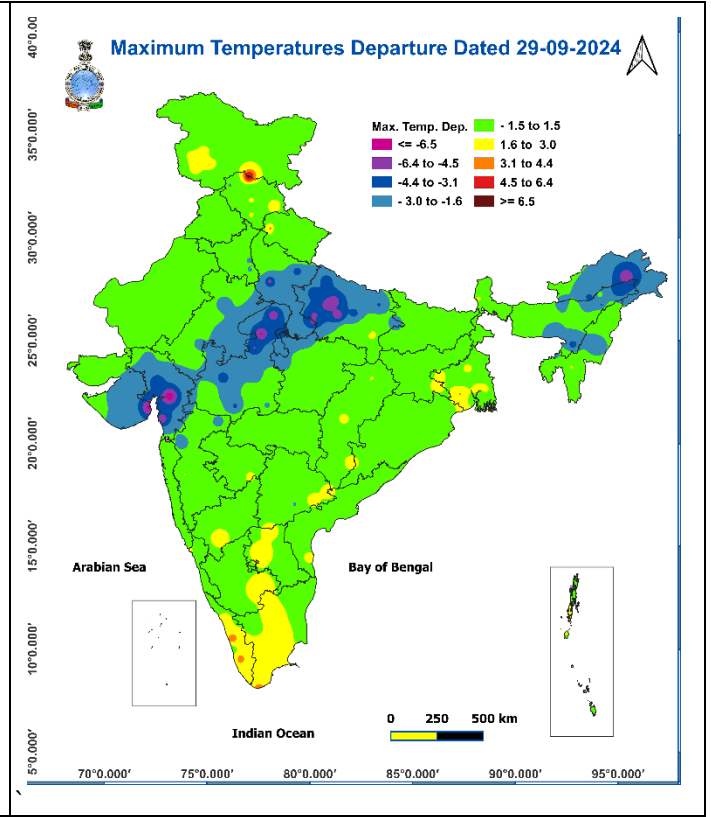 Maximum Temperatures Departure Dated 29-09-2024
Max. Temp. Dep.
<= -6.5
-6.4 to -4.5
-4.4 to -3.1
- 3.0 to -1.6
- 1.5 to 1.5
1.6 to 3.0
3.1 to 4.4
4.5 to 6.4
>= 6.5
40°0.00
35°0.000'
30°0.000'
25°0.000'
20°0.000'
15°0.000'
10°0.000'
5°0.000'
Arabian Sea
Bay of Bengal
Indian Ocean
0 250 500 km
70°0.000' 75°0.000' 80°0.000' 85°0.000' 90°0.000' 95°0.000'
`